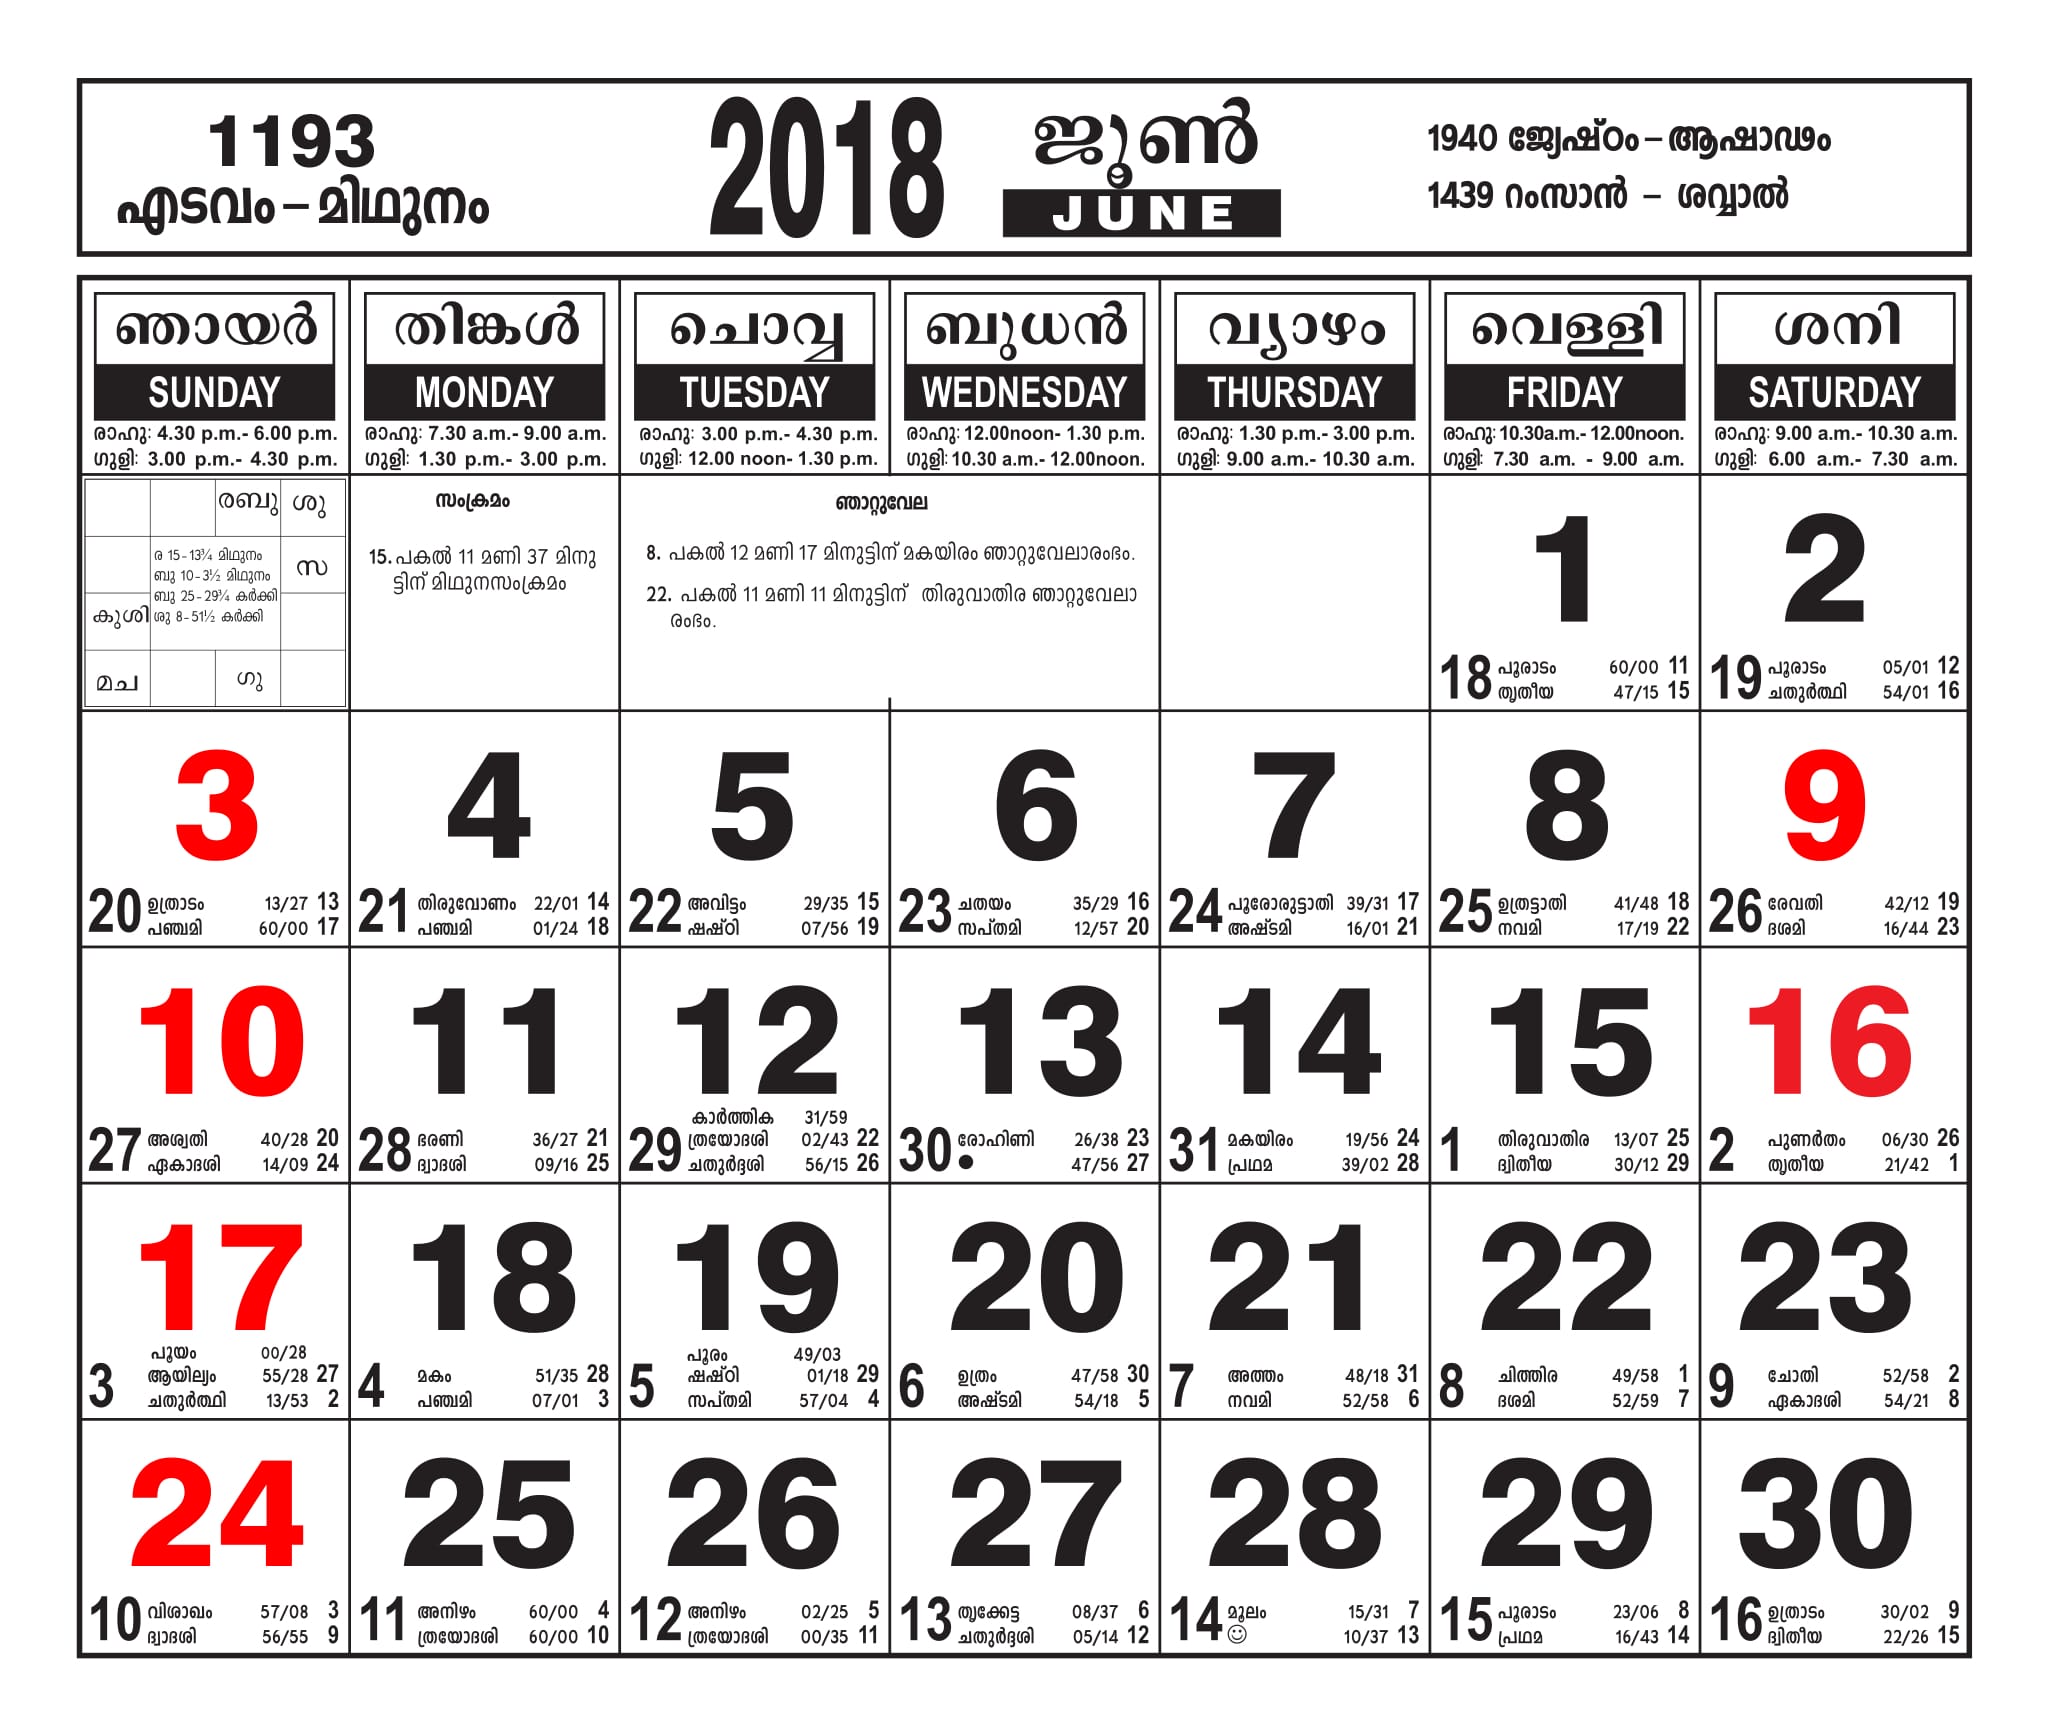 1193
എടവം – മിഥുനം
2018
ജൂൺ
JUNE
1940 ജ്യേഷ്ഠം – ആഷാഢം
1439 റംസാൻ – ശവ്വാൽ
ഞായർ
SUNDAY
രാഹു: 4.30 p.m.- 6.00 p.m.
ഗുളി: 3.00 p.m.- 4.30 p.m.
തിങ്കൾ
MONDAY
രാഹു: 7.30 a.m.- 9.00 a.m.
ഗുളി: 1.30 p.m.- 3.00 p.m.
ചൊവ്വ
TUESDAY
രാഹു: 3.00 p.m.- 4.30 p.m.
ഗുളി: 12.00 noon- 1.30 p.m.
ബുധൻ
WEDNESDAY
രാഹു: 12.00noon- 1.30 p.m.
ഗുളി: 10.30 a.m.- 12.00noon.
വ്യാഴം
THURSDAY
രാഹു: 1.30 p.m.- 3.00 p.m.
ഗുളി: 9.00 a.m.- 10.30 a.m.
വെള്ളി
FRIDAY
രാഹു: 10.30a.m.- 12.00noon.
ഗുളി: 7.30 a.m. - 9.00 a.m.
ശനി
SATURDAY
രാഹു: 9.00 a.m.- 10.30 a.m.
ഗുളി: 6.00 a.m.- 7.30 a.m.
രബു ശു
ര 15-13¾ മിഥുനം
ബു 10-3½ മിഥുനം
സ
ബു 25-29¾ കർക്കി
കുശി ശു 8-51½ കർക്കി
മച ഗു
സംക്രമം
15. പകൽ 11 മണി 37 മിനു
ട്ടിന് മിഥുനസംക്രമം
ഞാറ്റുവേല
8. പകൽ 12 മണി 17 മിനുട്ടിന് മകയിരം ഞാറ്റുവേലാരംഭം.
22. പകൽ 11 മണി 11 മിനുട്ടിന് തിരുവാതിര ഞാറ്റുവേലാ
രംഭം.
1
18 പൂരാടം 60/00 11
തൃതീയ 47/15 15
2
19 പൂരാടം 05/01 12
ചതുർത്ഥി 54/01 16
3
20 ഉത്രാടം 13/27 13
പഞ്ചമി 60/00 17
4
21 തിരുവോണം 22/01 14
പഞ്ചമി 01/24 18
5
22 അവിട്ടം 29/35 15
ഷഷ്ഠി 07/56 19
6
23 ചതയം 35/29 16
സപ്തമി 12/57 20
7
24 പൂരോരുട്ടാതി 39/31 17
അഷ്ടമി 16/01 21
8
25 ഉത്രട്ടാതി 41/48 18
നവമി 17/19 22
9
26 രേവതി 42/12 19
ദശമി 16/44 23
10
27 അശ്വതി 40/28 20
ഏകാദശി 14/09 24
11
28 ഭരണി 36/27 21
ദ്വാദശി 09/16 25
12
കാർത്തിക 31/59
29 ത്രയോദശി 02/43 22
ചതുർദ്ദശി 56/15 26
13
30 രോഹിണി 26/38 23
● 47/56 27
14
31 മകയിരം 19/56 24
പ്രഥമ 39/02 28
15
1 തിരുവാതിര 13/07 25
ദ്വിതീയ 30/12 29
16
2 പുണർതം 06/30 26
തൃതീയ 21/42 1
17
പൂയം 00/28
3 ആയില്യം 55/28 27
ചതുർത്ഥി 13/53 2
18
4 മകം 51/35 28
പഞ്ചമി 07/01 3
19
പൂരം 49/03
5 ഷഷ്ഠി 01/18 29
സപ്തമി 57/04 4
20
6 ഉത്രം 47/58 30
അഷ്ടമി 54/18 5
21
7 അത്തം 48/18 31
നവമി 52/58 6
22
8 ചിത്തിര 49/58 1
ദശമി 52/59 7
23
9 ചോതി 52/58 2
ഏകാദശി 54/21 8
24
10 വിശാഖം 57/08 3
ദ്വാദശി 56/55 9
25
11 അനിഴം 60/00 4
ത്രയോദശി 60/00 10
26
12 അനിഴം 02/25 5
ത്രയോദശി 00/35 11
27
13 തൃക്കേട്ട 08/37 6
ചതുർദ്ദശി 05/14 12
28
14 മൂലം 15/31 7
☺ 10/37 13
29
15 പൂരാടം 23/06 8
പ്രഥമ 16/43 14
30
16 ഉത്രാടം 30/02 9
ദ്വിതീയ 22/26 15